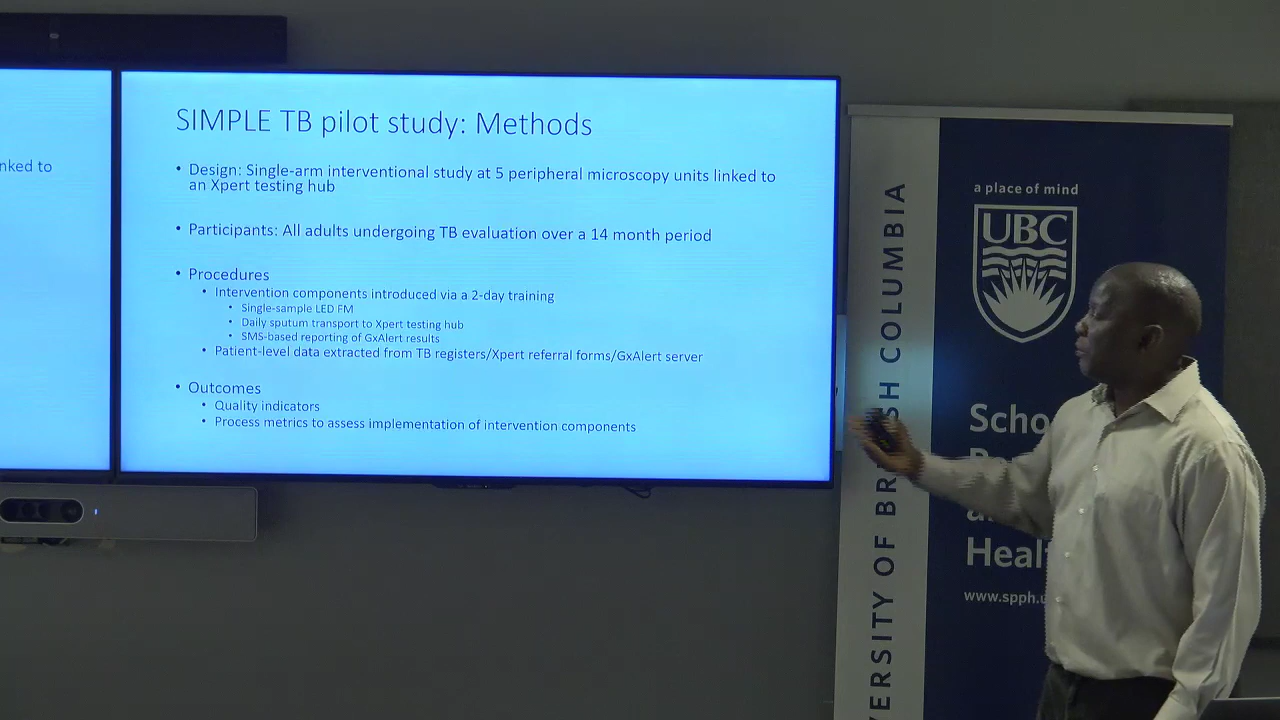 nked to
SIMPLE TB pilot study: Methods
• Design: Single-arm interventional study at 5 peripheral microscopy units linked to
an Xpert testing hub
• Participants: All adults undergoing TB evaluation over a 14 month period
• Procedures
• Intervention components introduced via a 2-day training
• Single-sample LED FM
• Daily sputum transport to Xpert testing hub
• SMS-based reporting of GxAlert results
• Patient-level data extracted from TB registers/Xpert referral forms/GxAlert server
• Outcomes
• Quality indicators
• Process metrics to assess implementation of intervention components
VERSITY OF BR SH COLUMBIA
a place of mind
UBC
Scho
Heal
www.spph.u